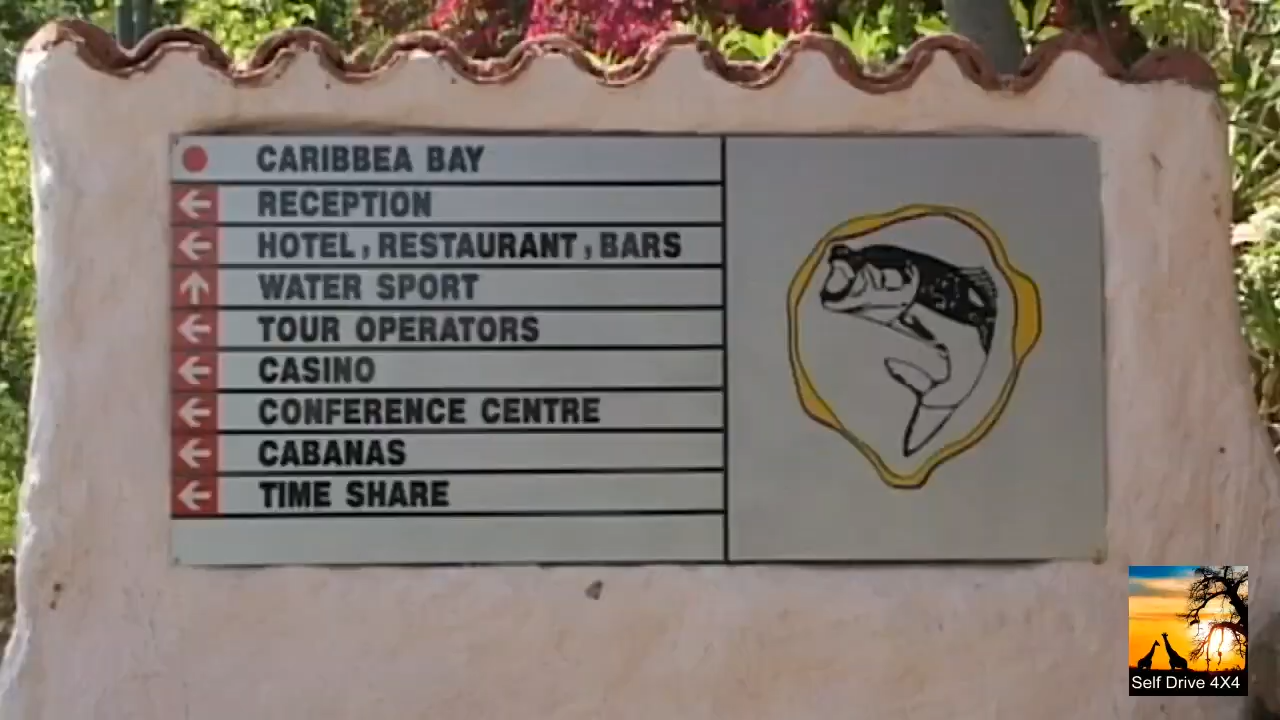 CARIBBEA BAY
← RECEPTION
← HOTEL, RESTAURANT, BARS
↑ WATER SPORT
← TOUR OPERATORS
← CASINO
← CONFERENCE CENTRE
← CABANAS
← TIME SHARE
Self Drive 4X4